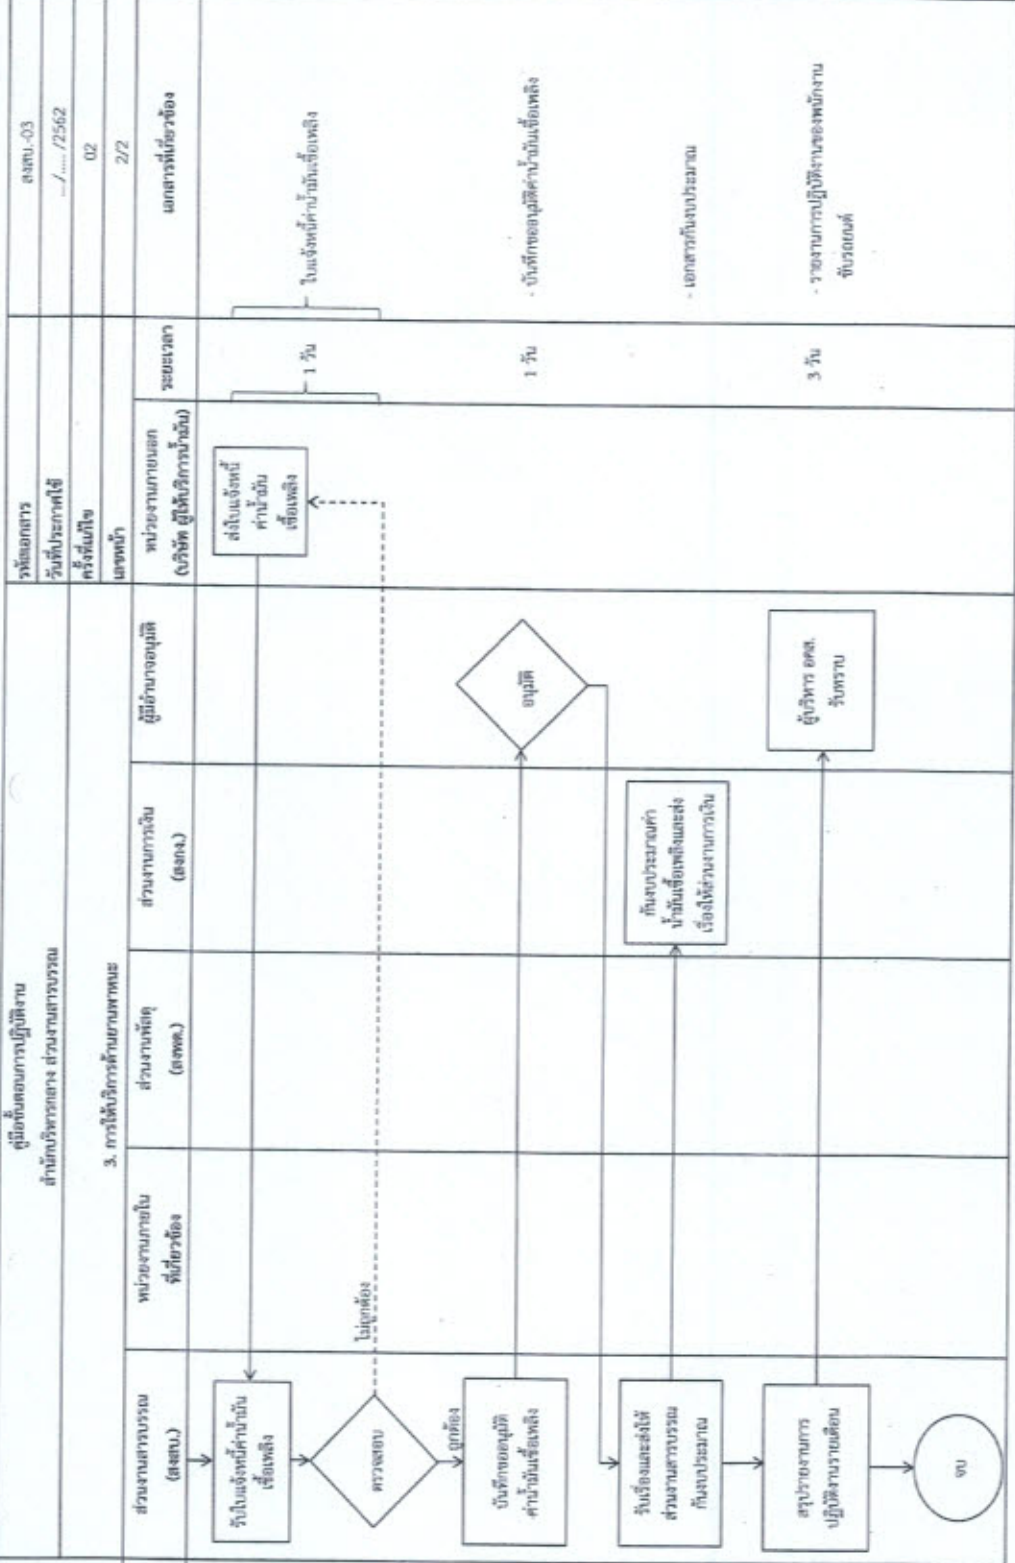 คู่มือขั้นตอนการปฏิบัติงาน
สำนักบริหารกลาง ส่วนงานสารบรรณ
3. การให้บริการด้านยานพาหนะ
รหัสเอกสาร
สงสบ.-03
วันที่ประกาศใช้
.../...../2562
ครั้งที่แก้ไข
02
เลขหน้า
2/2
ส่วนงานสารบรรณ
(สงสบ.)
หน่วยงานภายใน
ที่เกี่ยวข้อง
ส่วนงานพัสดุ
(สงพด.)
ส่วนงานการเงิน
(สงกง.)
ผู้มีอำนาจอนุมัติ
หน่วยงานภายนอก
(บริษัท ผู้ให้บริการน้ำมัน)
ระยะเวลา
เอกสารที่เกี่ยวข้อง
รับใบแจ้งหนี้ค่าน้ำมัน
เชื้อเพลิง
ส่งใบแจ้งหนี้
ค่าน้ำมัน
เชื้อเพลิง
1 วัน
- ใบแจ้งหนี้ค่าน้ำมันเชื้อเพลิง
ตรวจสอบ
ไม่ถูกต้อง
ถูกต้อง
บันทึกขออนุมัติ
ค่าน้ำมันเชื้อเพลิง
อนุมัติ
1 วัน
- บันทึกขออนุมัติค่าน้ำมันเชื้อเพลิง
รับเรื่องและส่งให้
ส่วนงานสารบรรณ
กันงบประมาณ
กันงบประมาณค่า
น้ำมันเชื้อเพลิงและส่ง
เรื่องให้ส่วนงานการเงิน
- เอกสารกันงบประมาณ
สรุปรายงานการ
ปฏิบัติงานรายเดือน
ผู้บริหาร อคส.
รับทราบ
3 วัน
- รายงานการปฏิบัติงานของพนักงาน
ขับรถยนต์
จบ